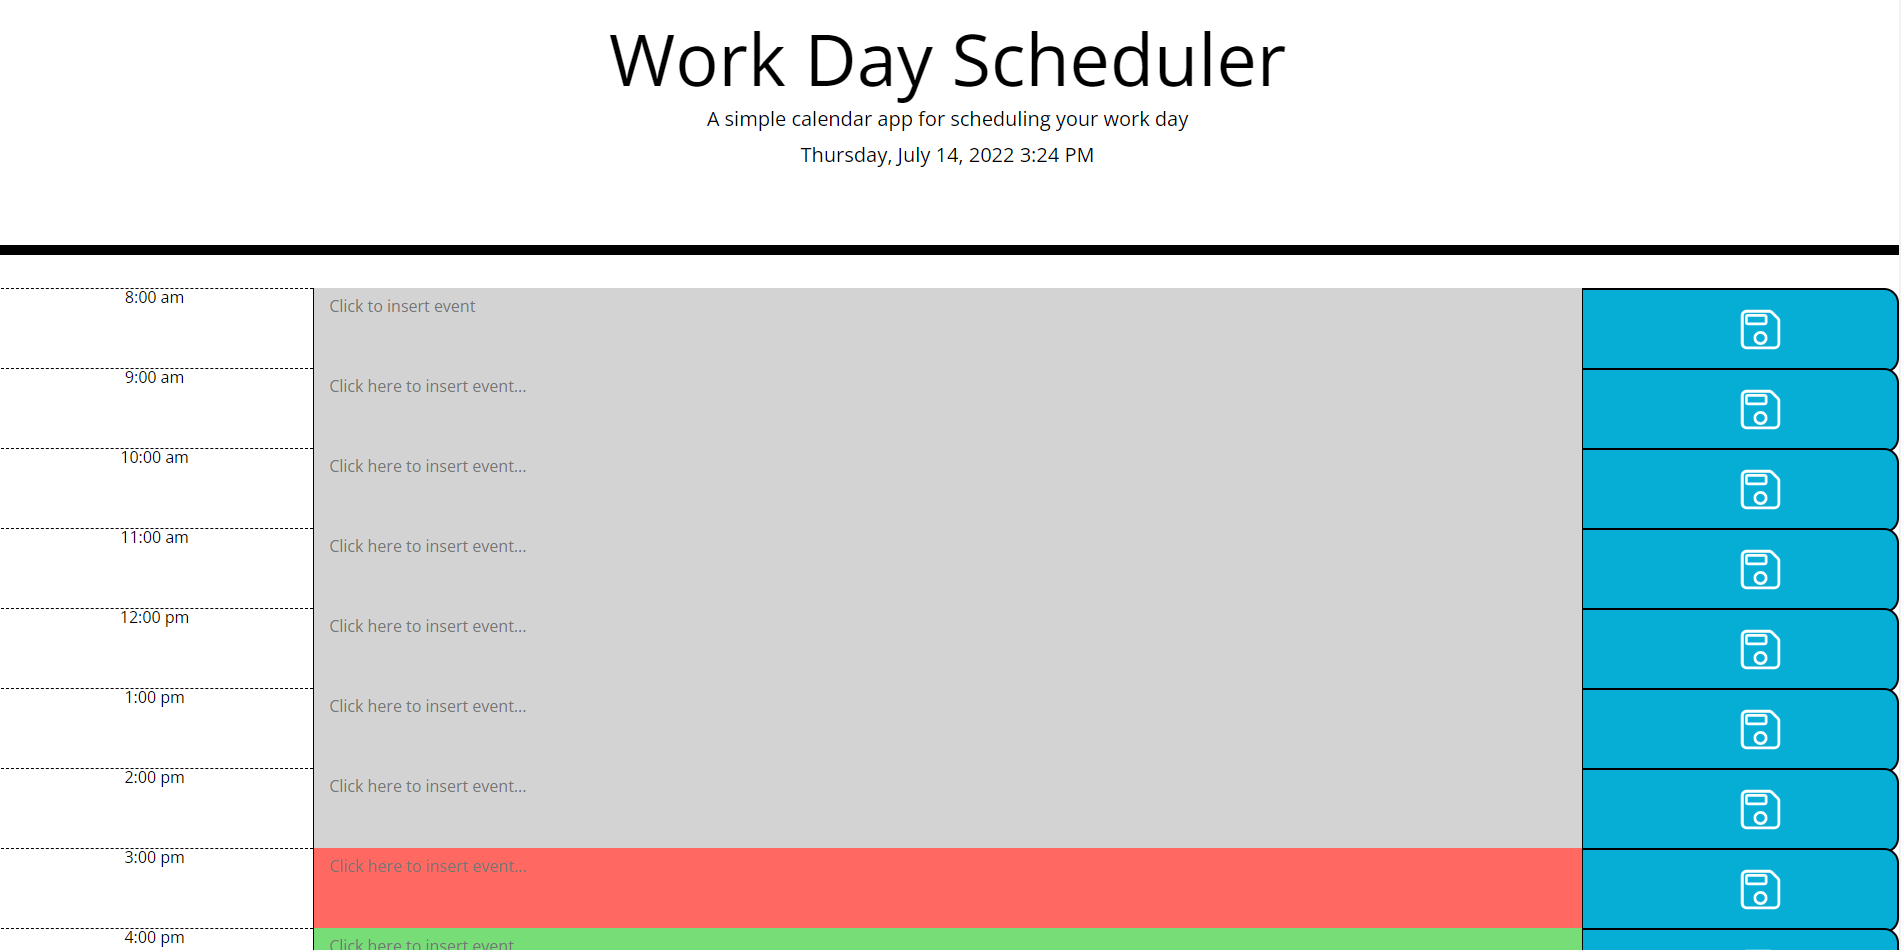 Work Day Scheduler
A simple calendar app for scheduling your work day
Thursday, July 14, 2022 3:24 PM
8:00 am Click to insert event
9:00 am Click here to insert event...
10:00 am Click here to insert event...
11:00 am Click here to insert event...
12:00 pm Click here to insert event...
1:00 pm Click here to insert event...
2:00 pm Click here to insert event...
3:00 pm Click here to insert event...
4:00 pm Click here to insert event